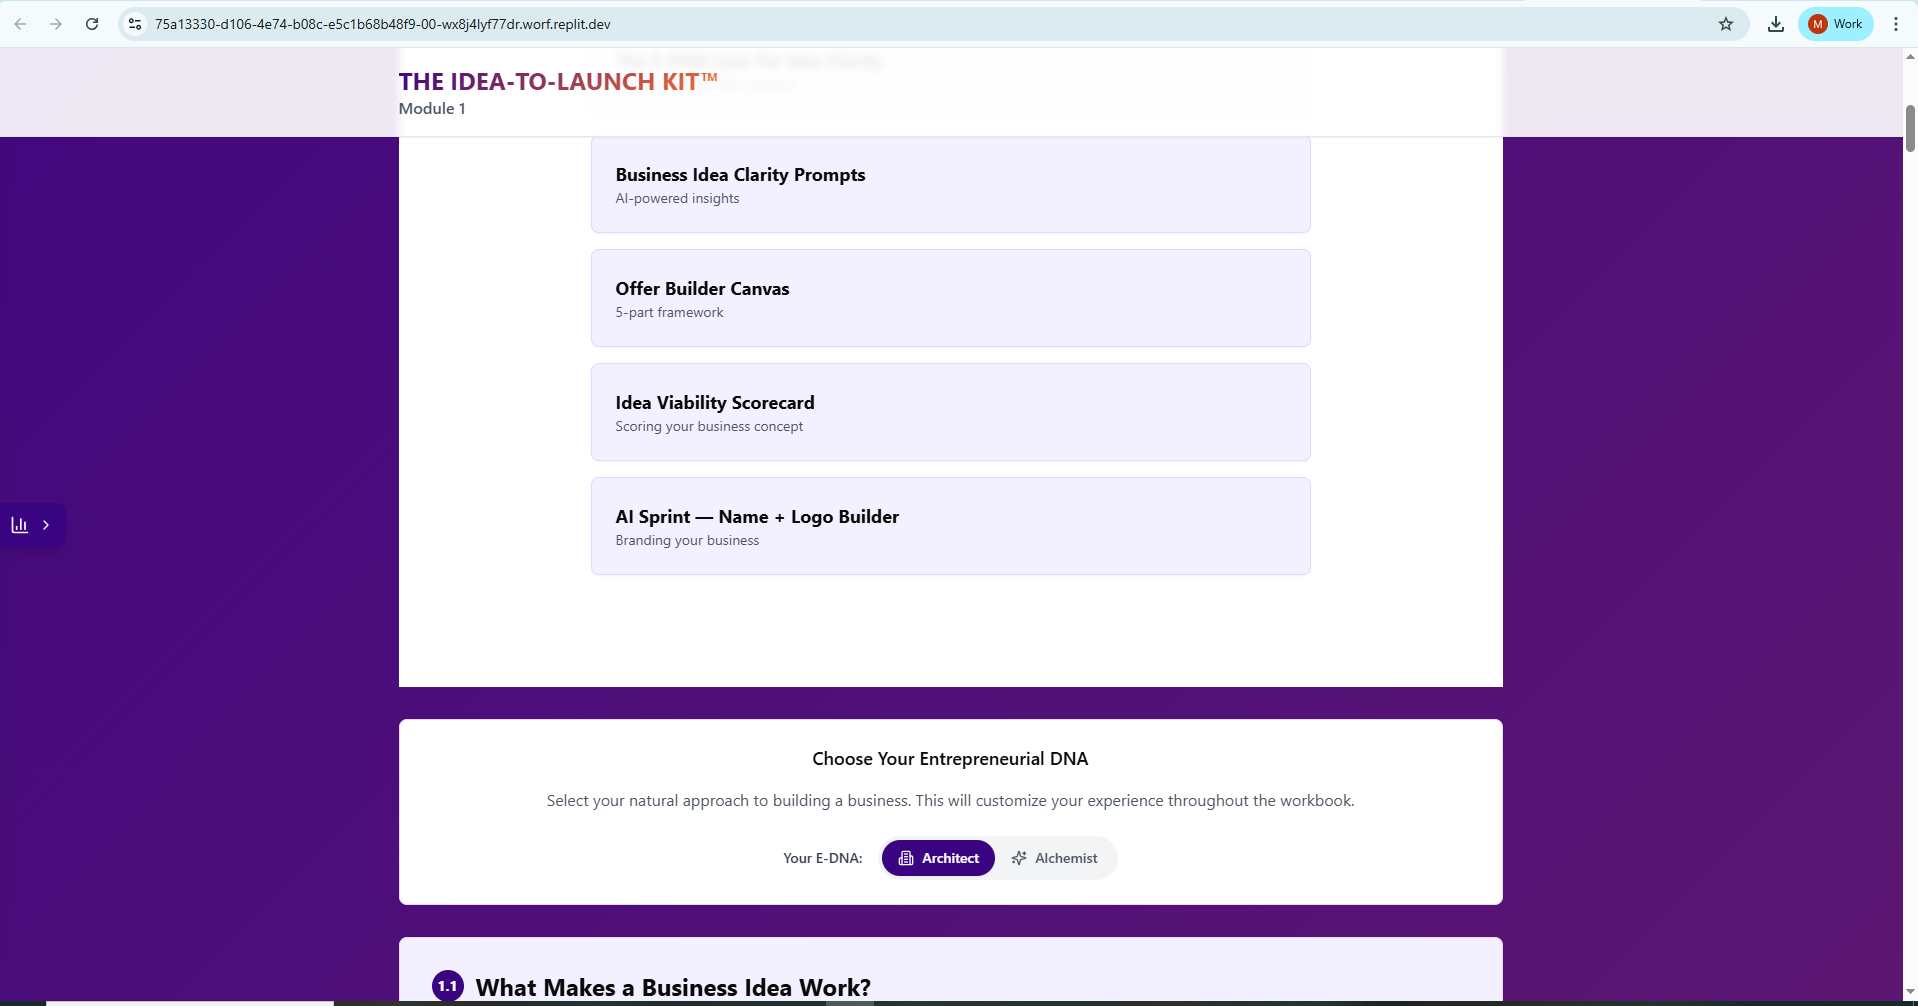 75a13330-d106-4e74-b08c-e5c1b68b48f9-00-wx8j4lyf77dr.worf.replit.dev
M Work
THE IDEA-TO-LAUNCH KIT™
Module 1
Business Idea Clarity Prompts
AI-powered insights
Offer Builder Canvas
5-part framework
Idea Viability Scorecard
Scoring your business concept
AI Sprint — Name + Logo Builder
Branding your business
Choose Your Entrepreneurial DNA
Select your natural approach to building a business. This will customize your experience throughout the workbook.
Your E-DNA: Architect Alchemist
1.1 What Makes a Business Idea Work?